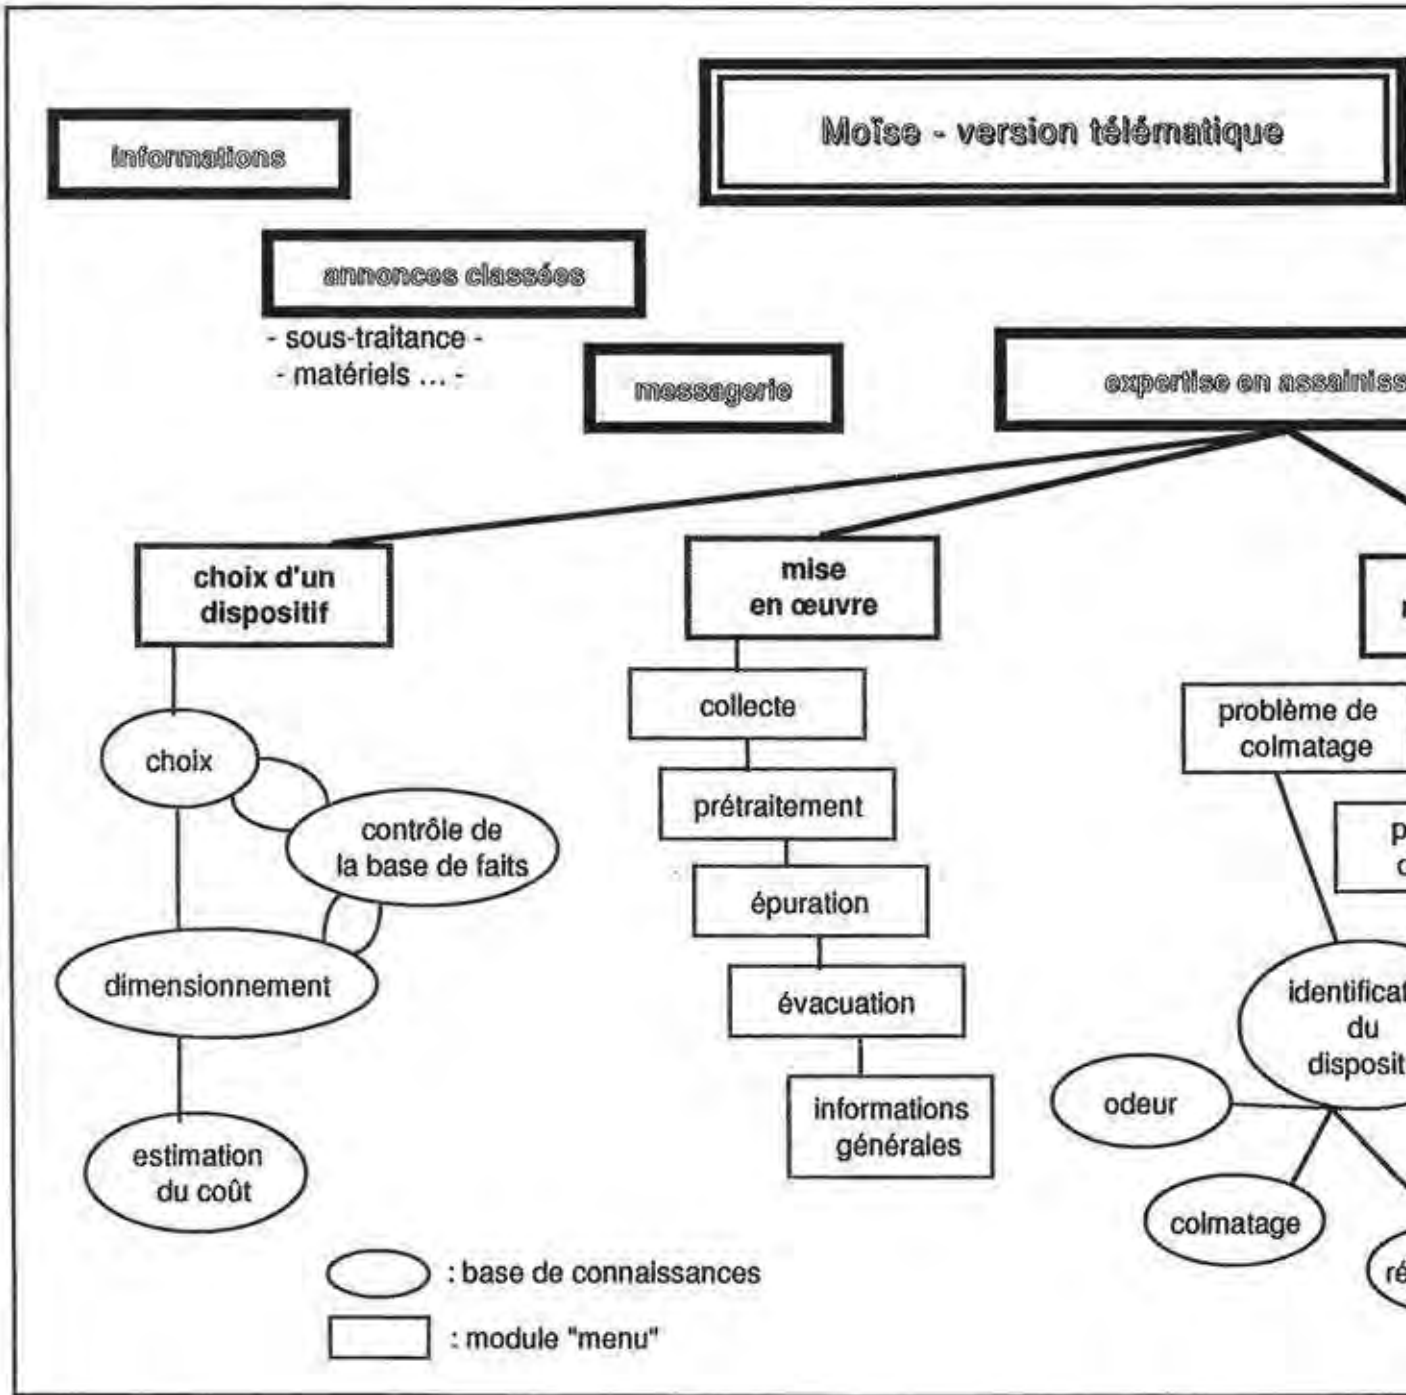 Moïse - version télématique
informations
annonces classées
- sous-traitance -
- matériels ... -
messagerie
expertise en
choix d'un
dispositif
mise
en œuvre
choix
contrôle de
la base de faits
dimensionnement
estimation
du coût
collecte
prétraitement
épuration
évacuation
informations
générales
problème de
colmatage
du
odeur
colmatage
: base de connaissances
: module "menu"